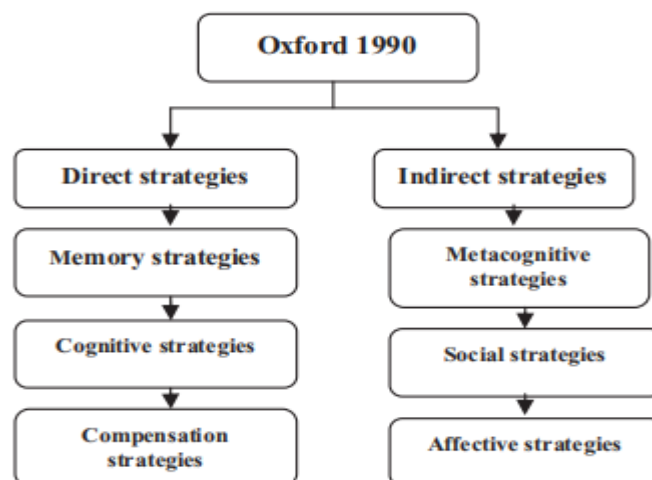 Oxford 1990
Direct strategies
Indirect strategies
Memory strategies
Metacognitive
strategies
Cognitive strategies
Social strategies
Compensation
strategies
Affective strategies